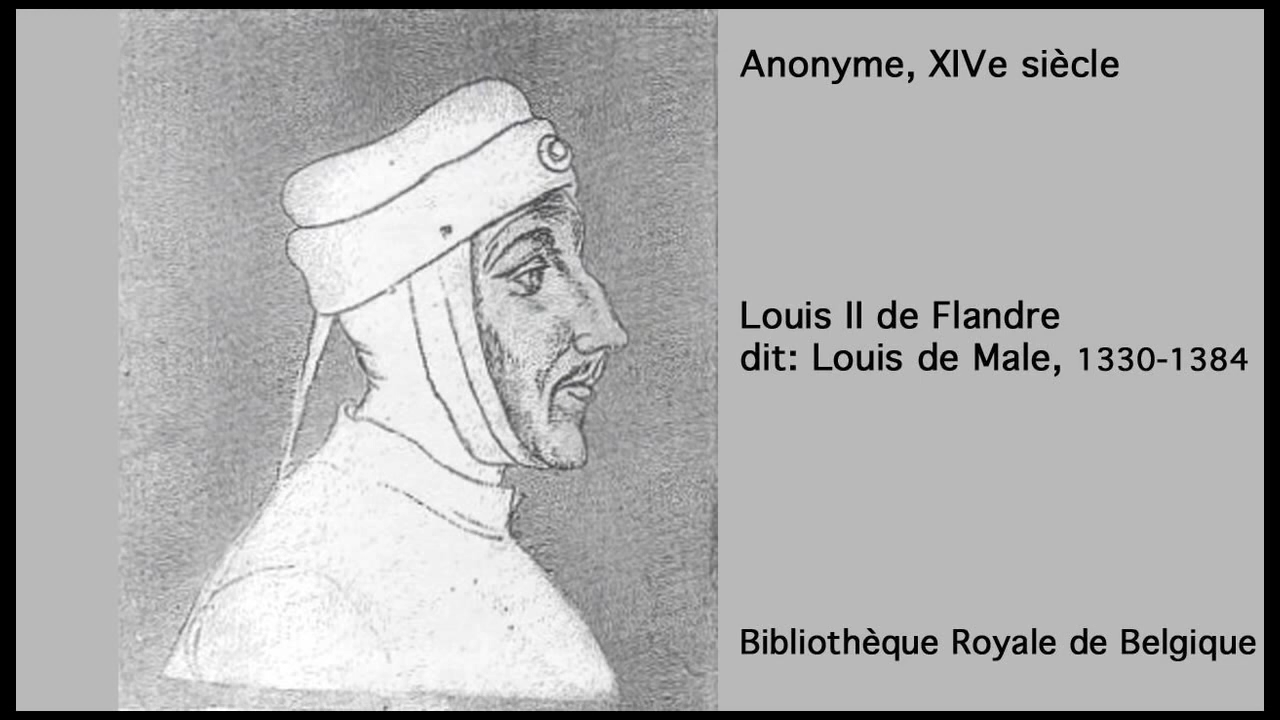 Anonyme, XIVe siècle
Louis II de Flandre
dit: Louis de Male, 1330-1384
Bibliothèque Royale de Belgique